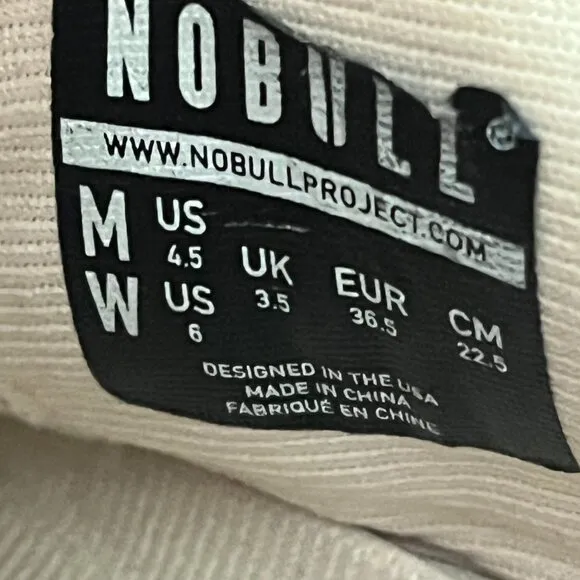 NOBULL®
WWW.NOBULLPROJECT.COM
M US 4.5
W US 6
UK 3.5
EUR 36.5
CM 22.5
DESIGNED IN THE USA
MADE IN CHINA
FABRIQUÉ EN CHINE